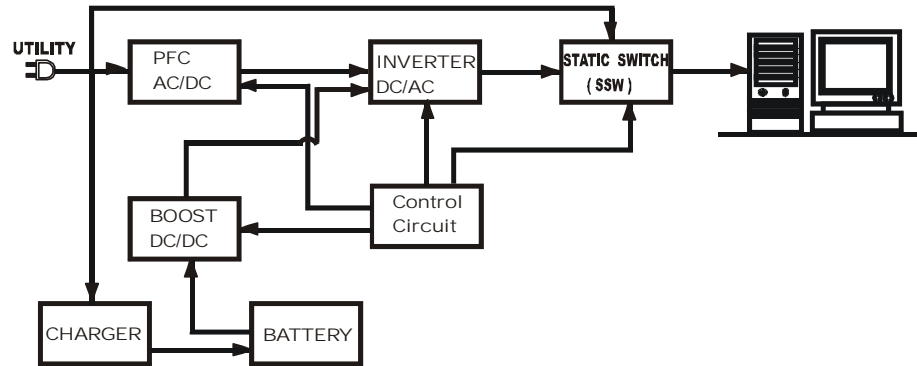 UTILITY
PFC
AC/DC
INVERTER
DC/AC
STATIC SWITCH
( SSW )
BOOST
DC/DC
Control
Circuit
CHARGER
BATTERY